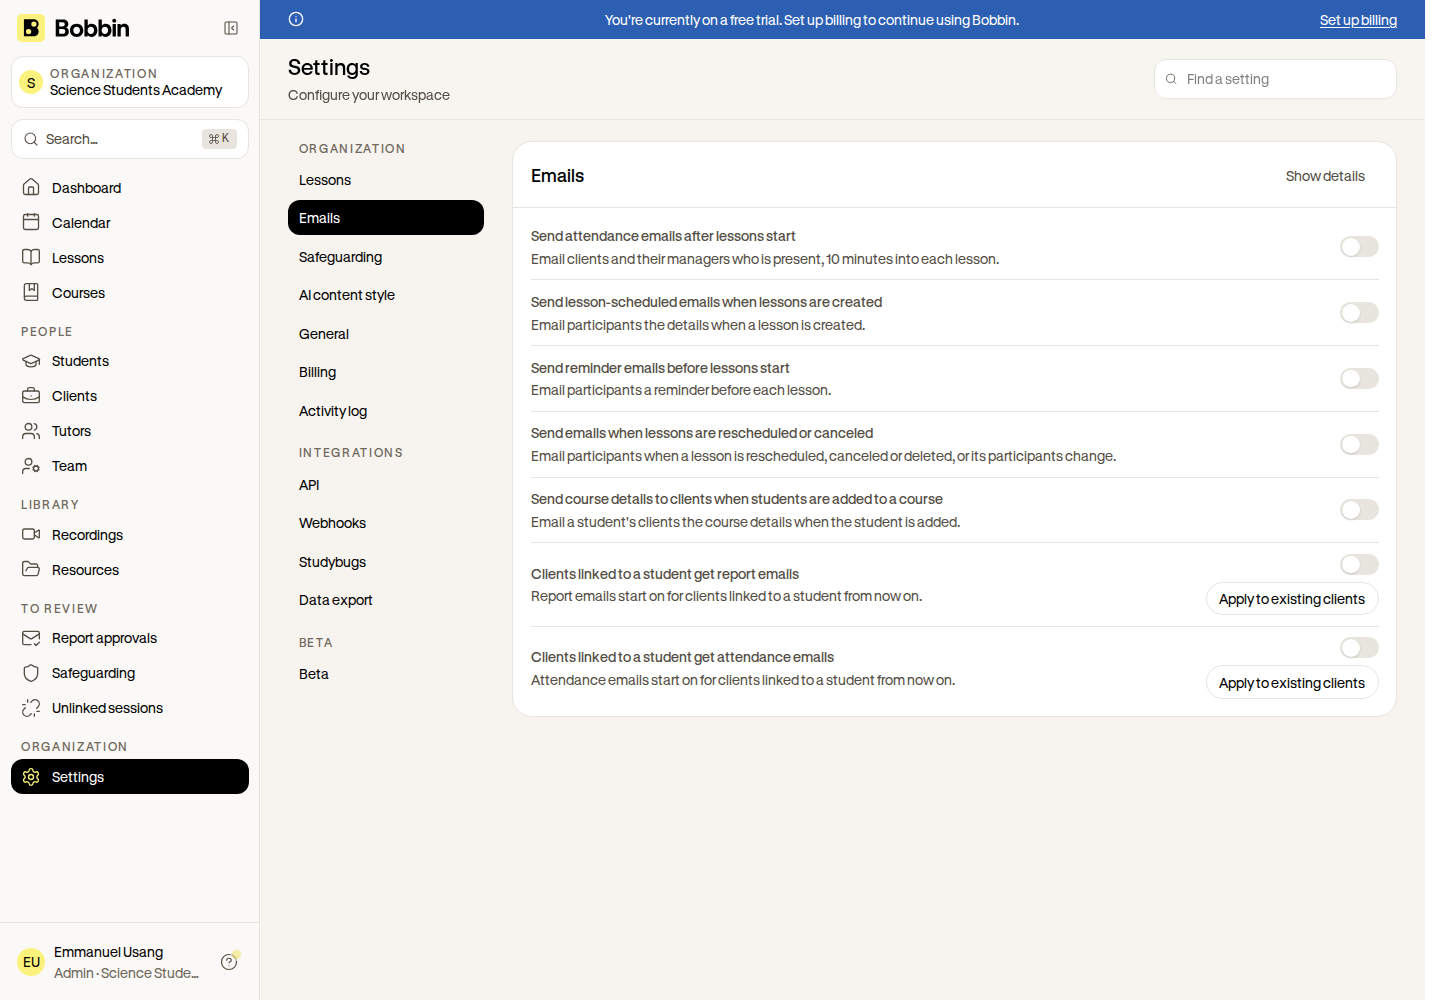 Bobbin
ORGANIZATION
S
Science Students Academy
Search...
⌘ K
Dashboard
Calendar
Lessons
Courses
PEOPLE
Students
Clients
Tutors
Team
LIBRARY
Recordings
Resources
TO REVIEW
Report approvals
Safeguarding
Unlinked sessions
ORGANIZATION
Settings
EU
Emmanuel Usang
Admin · Science Stude...
You're currently on a free trial. Set up billing to continue using Bobbin.
Set up billing
Settings
Configure your workspace
Find a setting
ORGANIZATION
Lessons
Emails
Safeguarding
AI content style
General
Billing
Activity log
INTEGRATIONS
API
Webhooks
Studybugs
Data export
BETA
Beta
Emails
Show details
Send attendance emails after lessons start
Email clients and their managers who is present, 10 minutes into each lesson.
Send lesson-scheduled emails when lessons are created
Email participants the details when a lesson is created.
Send reminder emails before lessons start
Email participants a reminder before each lesson.
Send emails when lessons are rescheduled or canceled
Email participants when a lesson is rescheduled, canceled or deleted, or its participants change.
Send course details to clients when students are added to a course
Email a student's clients the course details when the student is added.
Clients linked to a student get report emails
Report emails start on for clients linked to a student from now on.
Apply to existing clients
Clients linked to a student get attendance emails
Attendance emails start on for clients linked to a student from now on.
Apply to existing clients